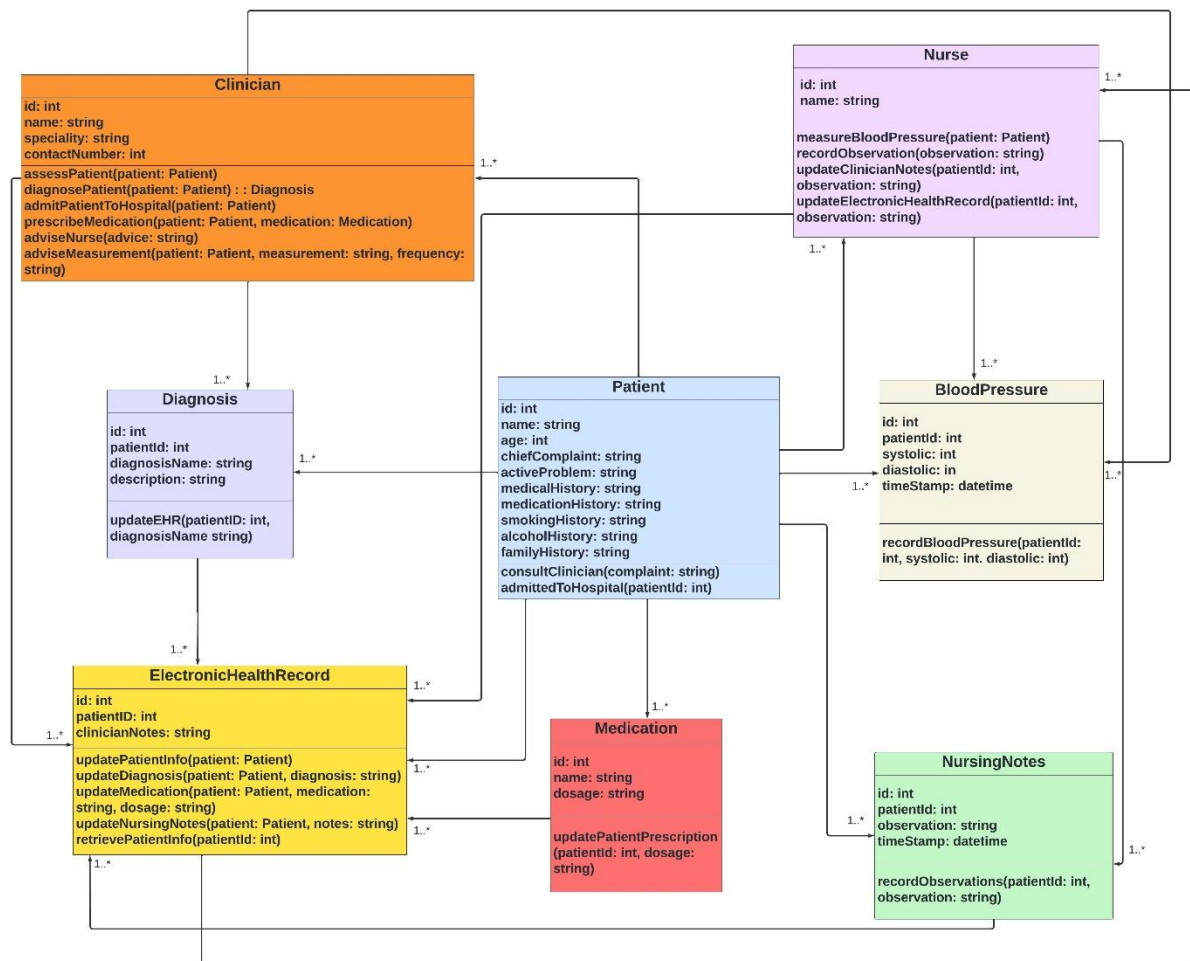 Clinician
id: int
name: string
speciality: string
contactNumber: int
assessPatient(patient: Patient)
diagnosePatient(patient: Patient) : : Diagnosis
admitPatientToHospital(patient: Patient)
prescribeMedication(patient: Patient, medication: Medication)
adviseNurse(advice: string)
adviseMeasurement(patient: Patient, measurement: string, frequency:
string)
1..*
Nurse
id: int
name: string
measureBloodPressure(patient: Patient)
recordObservation(observation: string)
updateClinicianNotes(patientId: int,
observation: string)
updateElectronicHealthRecord(patientId: int,
observation: string)
1..*
1..*
1..*
Diagnosis
id: int
patientId: int
diagnosisName: string
description: string
updateEHR(patientID: int,
diagnosisName string)
1..*
Patient
id: int
name: string
age: int
chiefComplaint: string
activeProblem: string
medicalHistory: string
medicationHistory: string
smokingHistory: string
alcoholHistory: string
familyHistory: string
consultClinician(complaint: string)
admittedToHospital(patientId: int)
1..*
BloodPressure
id: int
patientId: int
systolic: int
diastolic: in
timeStamp: datetime
recordBloodPressure(patientId:
int, systolic: int. diastolic: int)
1..*
1..*
1..*
ElectronicHealthRecord
id: int
patientID: int
clinicianNotes: string
updatePatientInfo(patient: Patient)
updateDiagnosis(patient: Patient, diagnosis: string)
updateMedication(patient: Patient, medication:
string, dosage: string)
updateNursingNotes(patient: Patient, notes: string)
retrievePatientInfo(patientId: int)
1..*
1..*
1..*
1..*
1..*
1..*
Medication
id: int
name: string
dosage: string
updatePatientPrescription
(patientId: int, dosage:
string)
NursingNotes
id: int
patientId: int
observation: string
timeStamp: datetime
recordObservations(patientId: int,
observation: string)
1..*
1..*